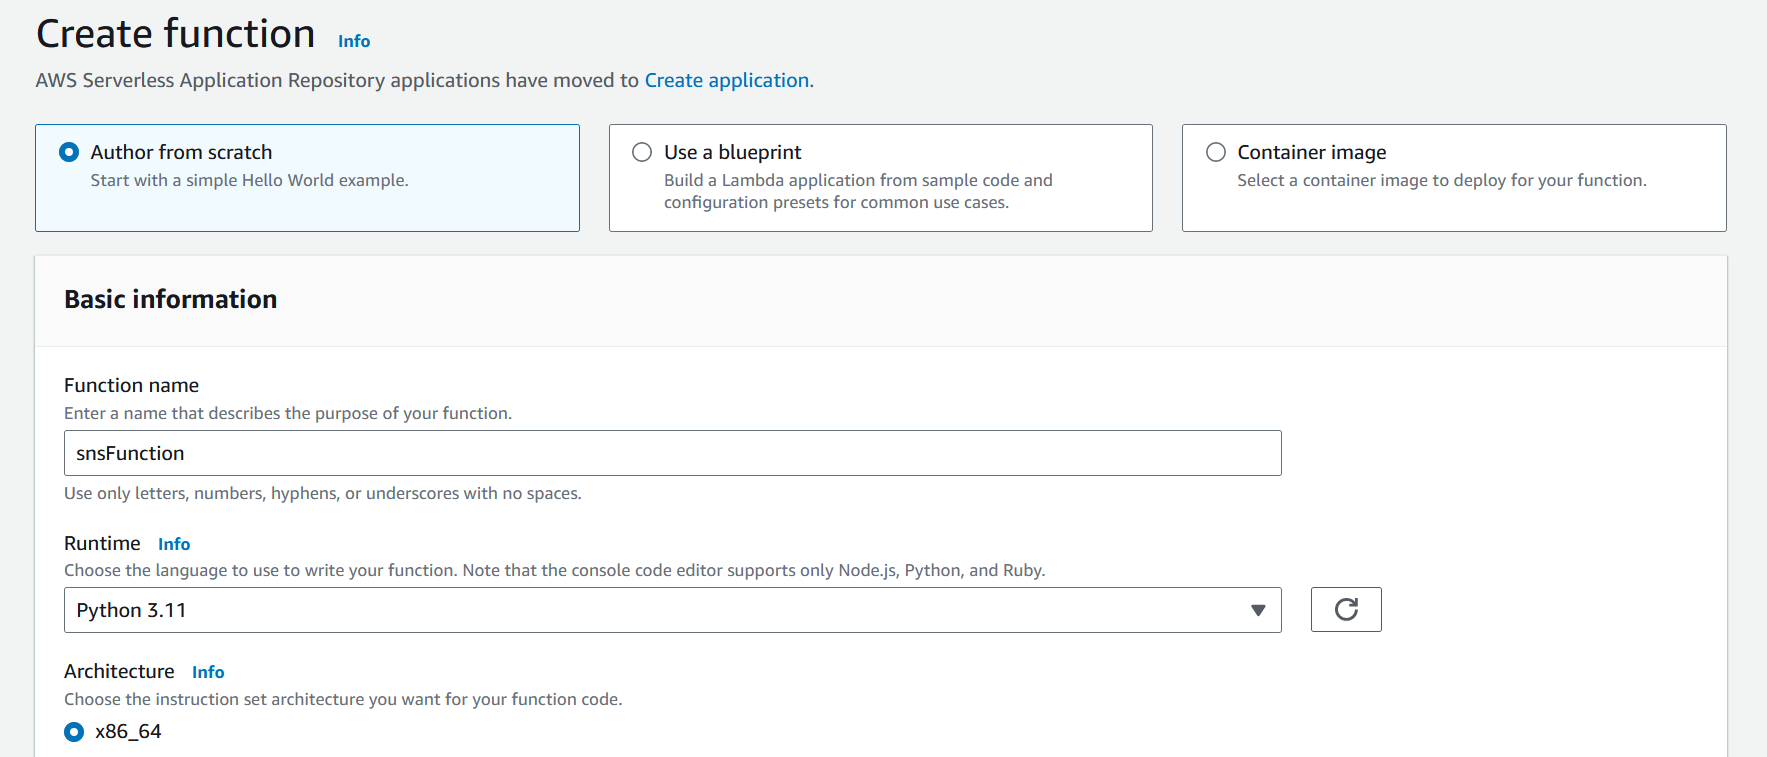 Create function Info
AWS Serverless Application Repository applications have moved to Create application.
Author from scratch
Start with a simple Hello World example.
Use a blueprint
Build a Lambda application from sample code and
configuration presets for common use cases.
Container image
Select a container image to deploy for your function.
Basic information
Function name
Enter a name that describes the purpose of your function.
snsFunction
Use only letters, numbers, hyphens, or underscores with no spaces.
Runtime Info
Choose the language to use to write your function. Note that the console code editor supports only Node.js, Python, and Ruby.
Python 3.11
Architecture Info
Choose the instruction set architecture you want for your function code.
x86_64